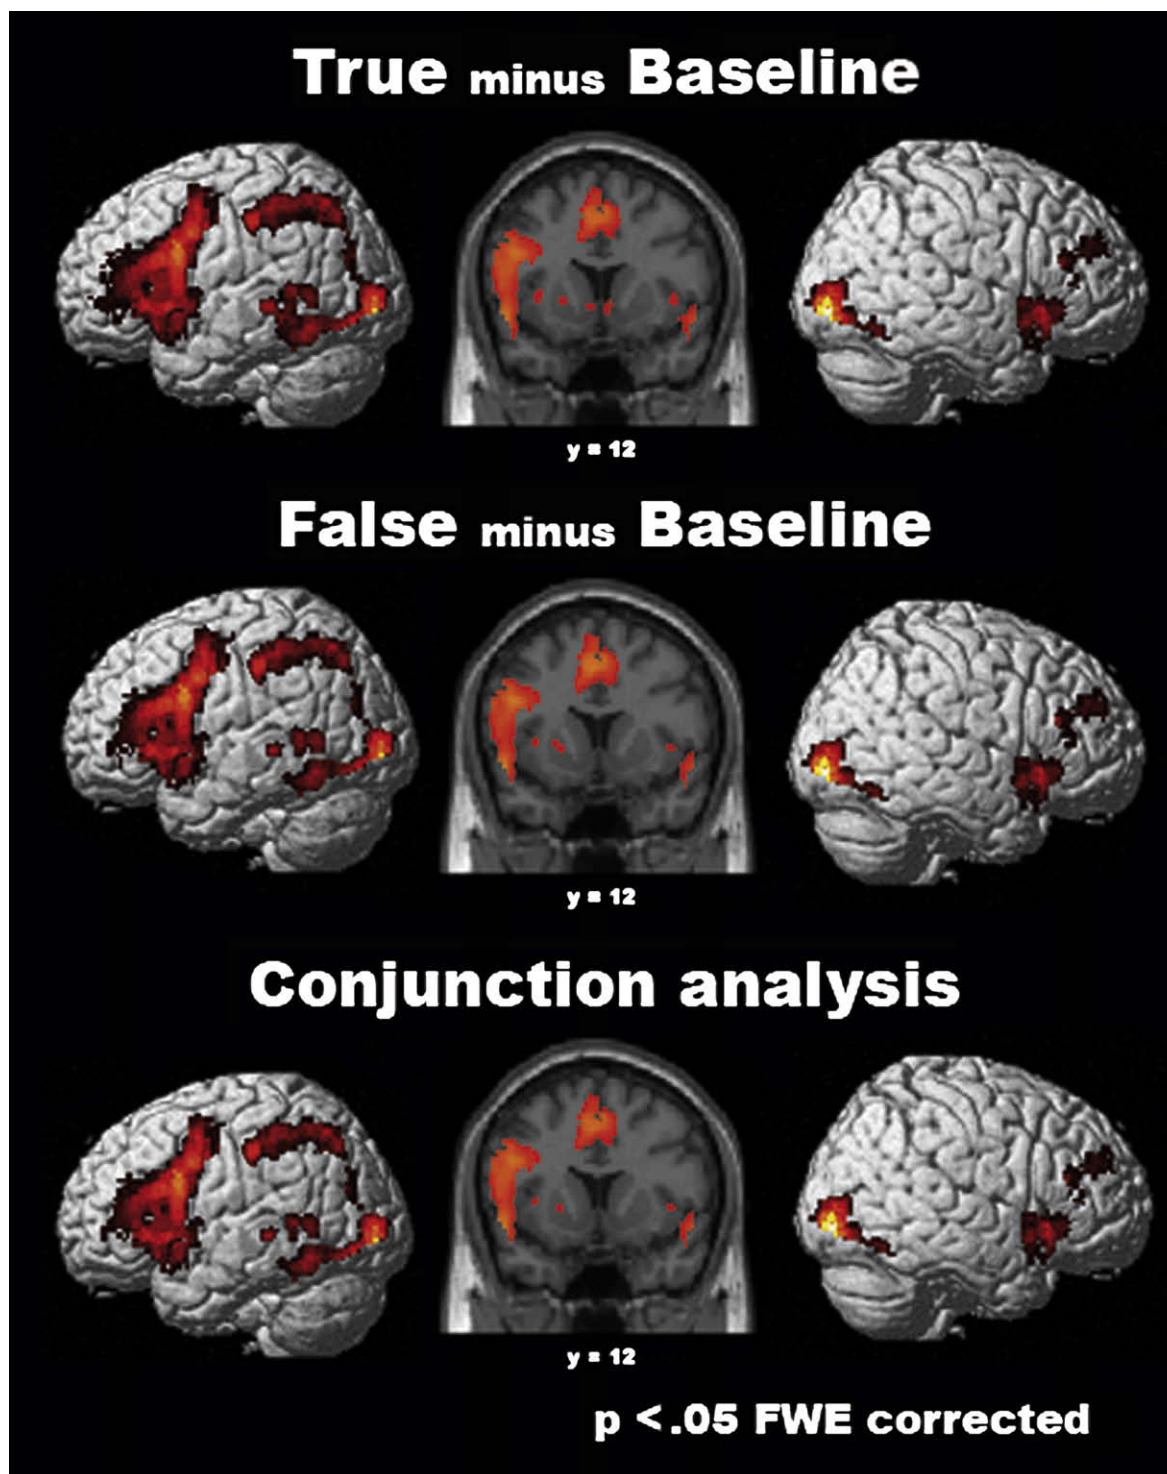 True minus Baseline
y = 12
False minus Baseline
y = 12
Conjunction analysis
y = 12
p < .05 FWE corrected